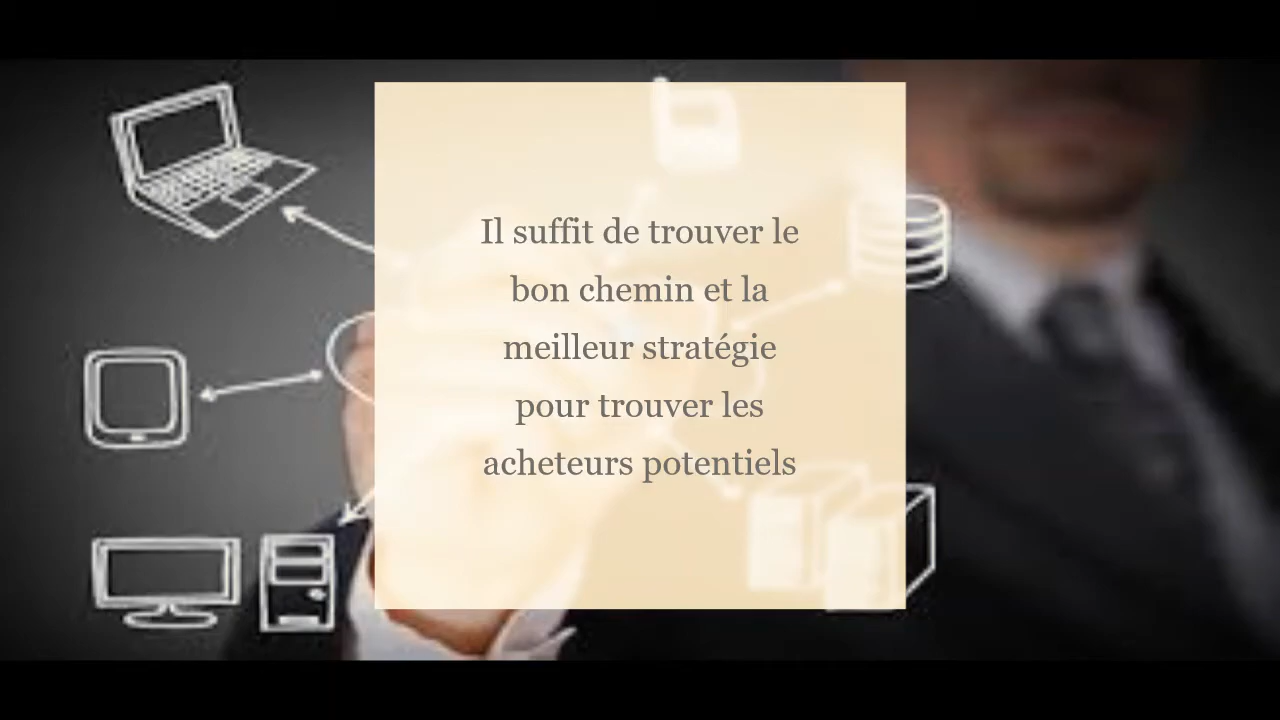 Il suffit de trouver le
bon chemin et la
meilleur stratégie
pour trouver les
acheteurs potentiels